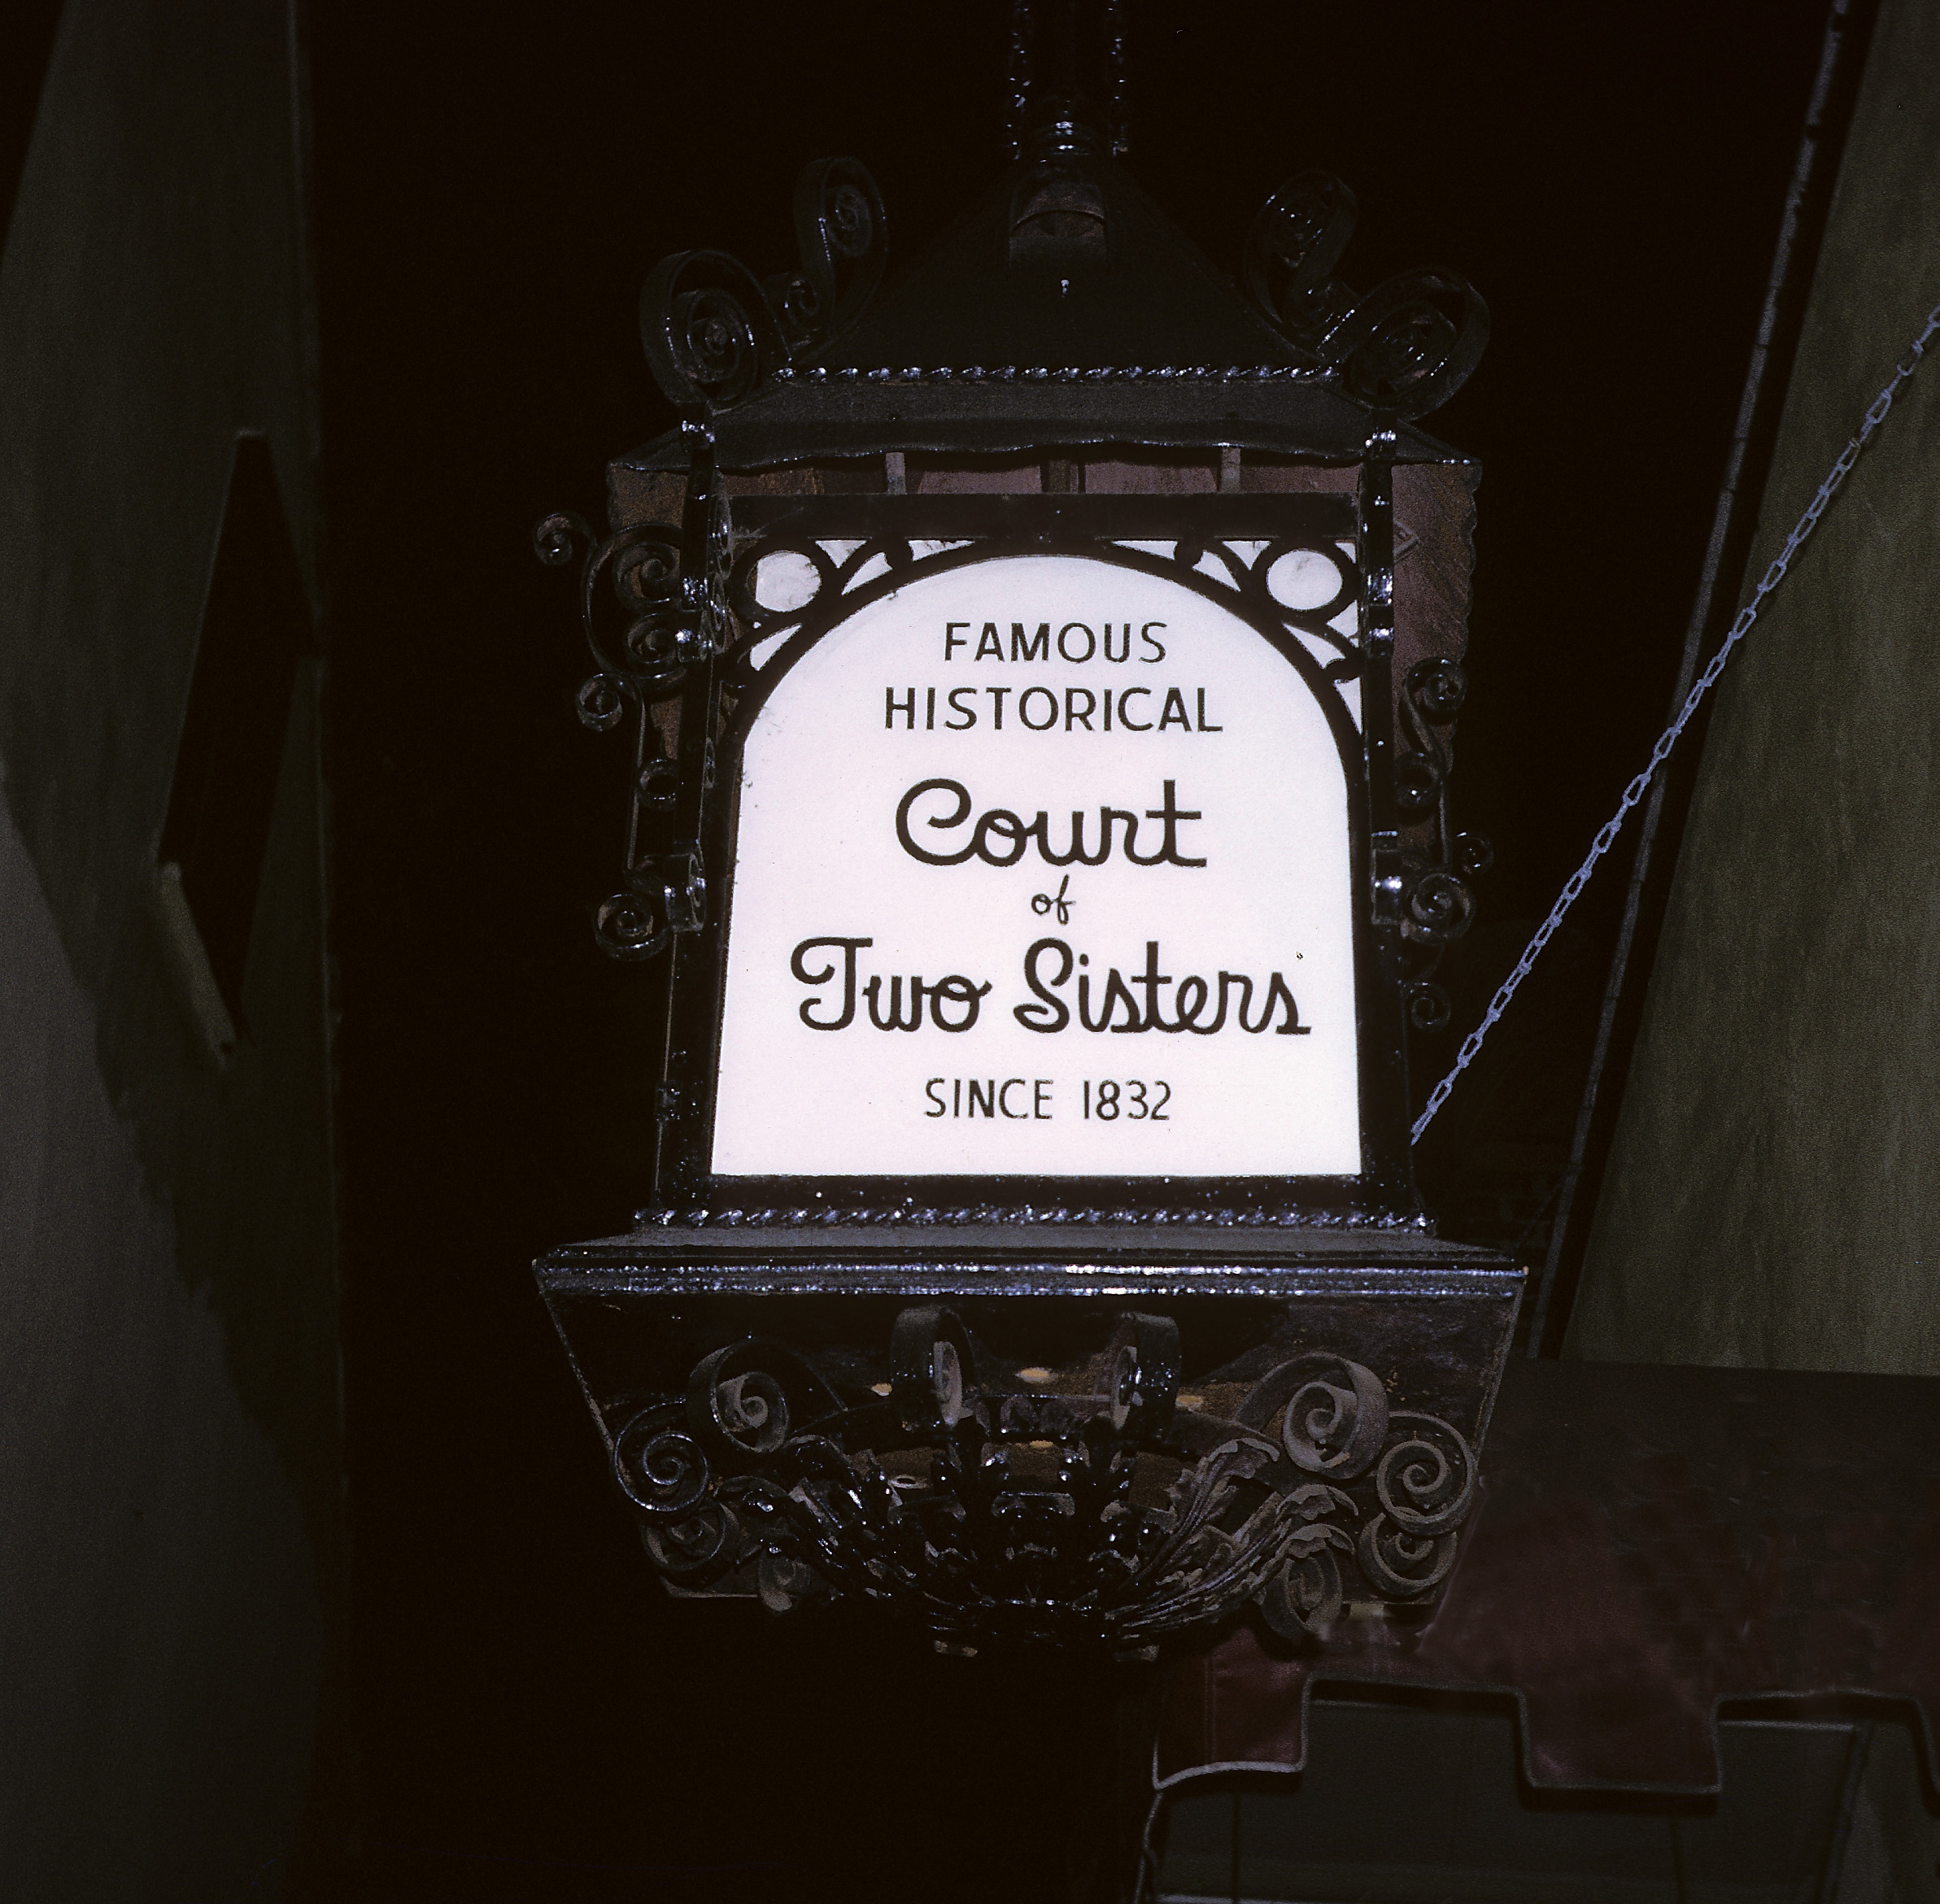 FAMOUS
HISTORICAL
Court
of
Two Sisters
SINCE 1832